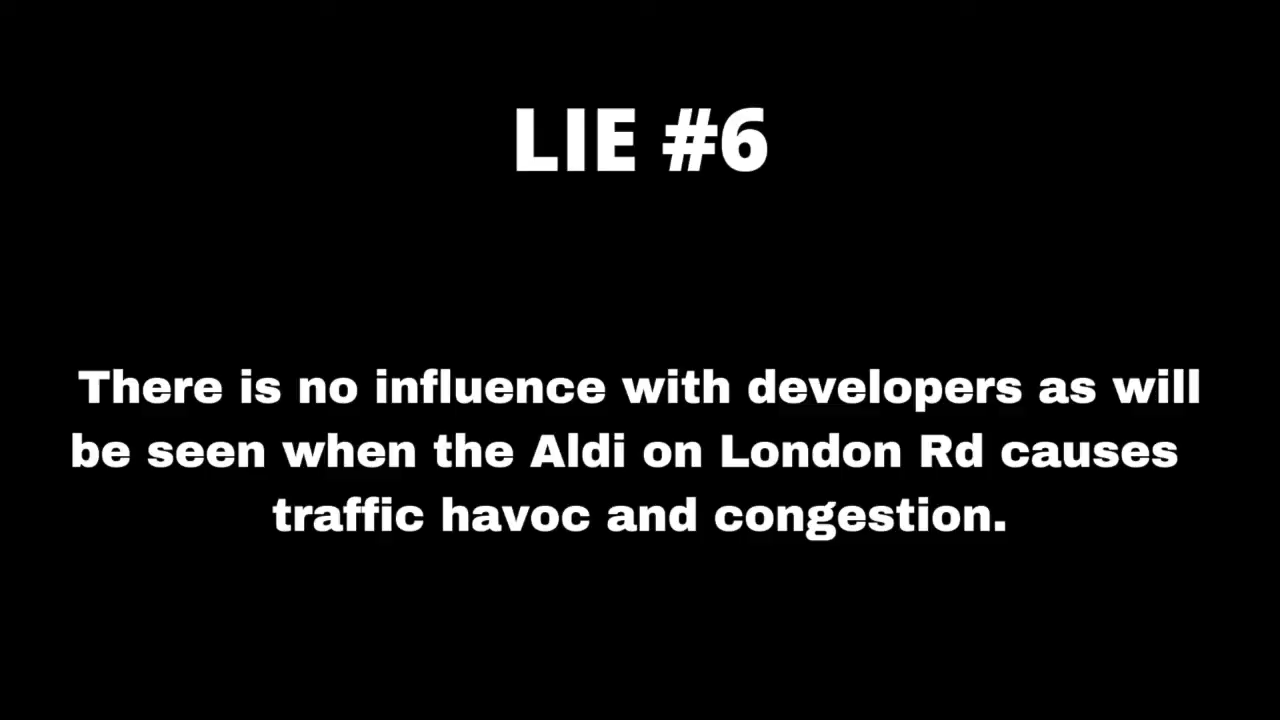 LIE #6
There is no influence with developers as will
be seen when the Aldi on London Rd causes
traffic havoc and congestion.